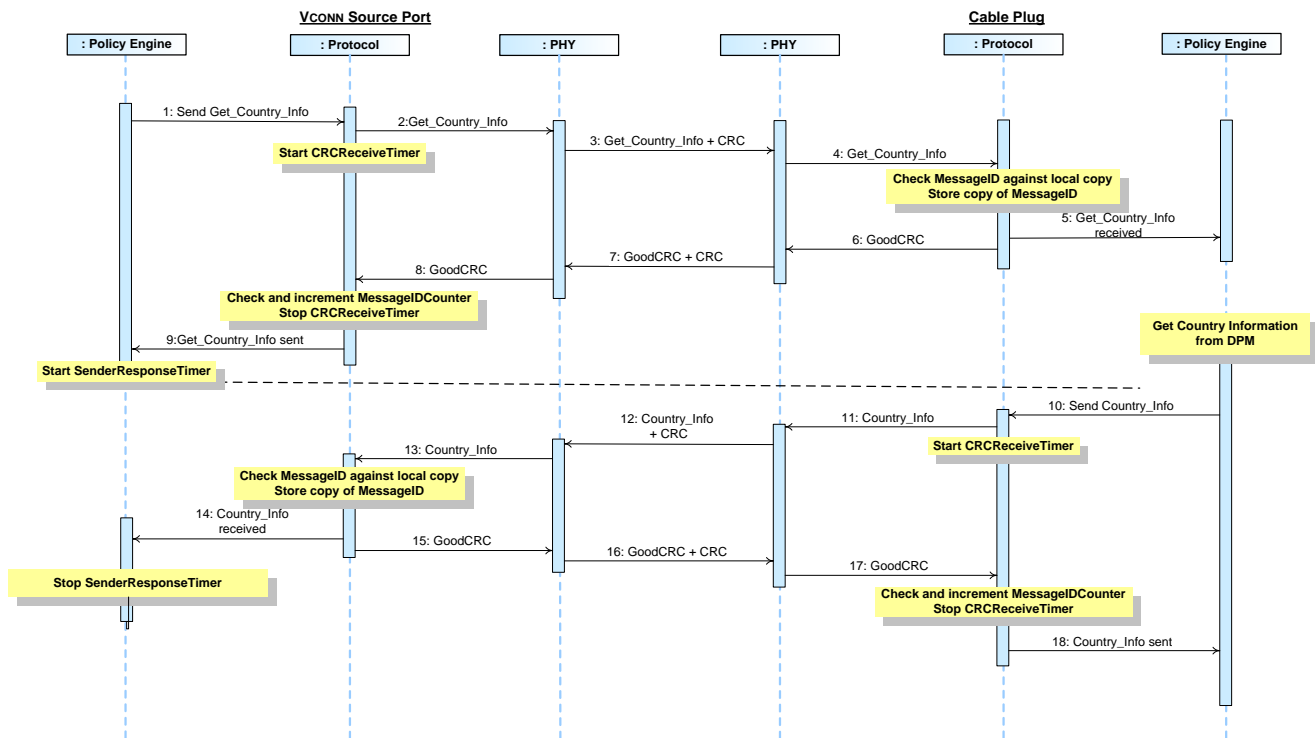 VCONN Source Port
Cable Plug
: Policy Engine
: Protocol
: PHY
: PHY
: Protocol
: Policy Engine
1: Send Get_Country_Info
2:Get_Country_Info
Start CRCReceiveTimer
3: Get_Country_Info + CRC
4: Get_Country_Info
Check MessageID against local copy
Store copy of MessageID
5: Get_Country_Info
received
6: GoodCRC
7: GoodCRC + CRC
8: GoodCRC
Check and increment MessageIDCounter
Stop CRCReceiveTimer
9:Get_Country_Info sent
Start SenderResponseTimer
Get Country Information
from DPM
10: Send Country_Info
11: Country_Info
Start CRCReceiveTimer
12: Country_Info
+ CRC
13: Country_Info
Check MessageID against local copy
Store copy of MessageID
14: Country_Info
received
15: GoodCRC
16: GoodCRC + CRC
17: GoodCRC
Stop SenderResponseTimer
Check and increment MessageIDCounter
Stop CRCReceiveTimer
18: Country_Info sent